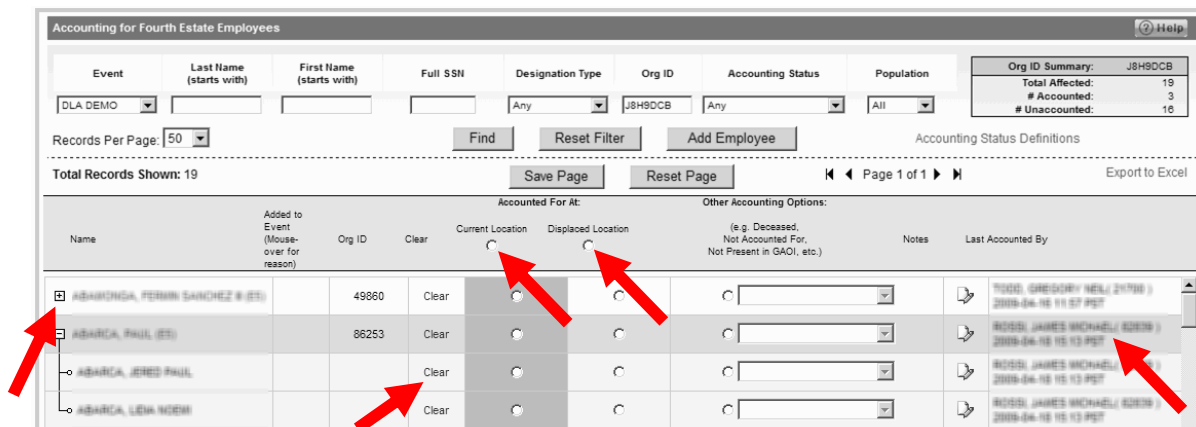 Accounting for Fourth Estate Employees
Help
Event
Last Name
(starts with)
First Name
(starts with)
Full SSN
Designation Type
Org ID
Accounting Status
Population
DLA DEMO
Any
J8H9DCB
Any
All
Org ID Summary: J8H9DCB
Total Affected: 19
# Accounted: 3
# Unaccounted: 16
Records Per Page: 50
Find
Reset Filter
Add Employee
Accounting Status Definitions
Total Records Shown: 19
Save Page
Reset Page
Page 1 of 1
Export to Excel
Name
Added to
Event
(Mouse-
over for
reason)
Org ID
Clear
Accounted For At:
Current Location
Displaced Location
Other Accounting Options:
(e.g. Deceased,
Not Accounted For,
Not Present in GAOI, etc.)
Notes
Last Accounted By
49860 Clear
86253 Clear
Clear
Clear